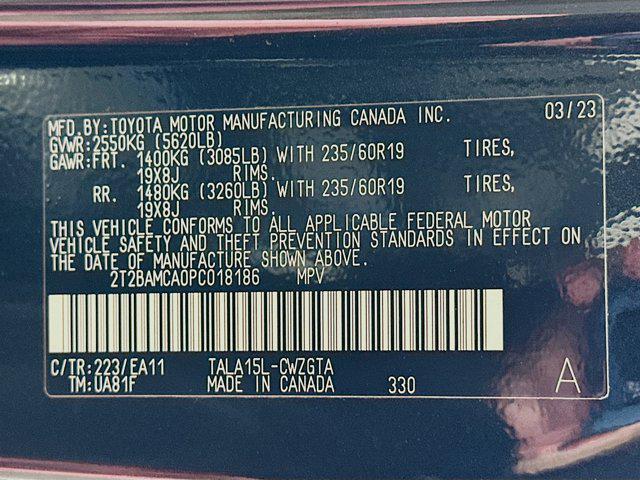 MFD.BY:TOYOTA MOTOR MANUFACTURING CANADA INC. 03/23
GVWR:2550KG (5620LB)
GAWR:FRT. 1400KG (3085LB) WITH 235/60R19 TIRES,
19X8J RIMS.
RR. 1480KG (3260LB) WITH 235/60R19 TIRES,
19X8J RIMS.
THIS VEHICLE CONFORMS TO ALL APPLICABLE FEDERAL MOTOR
VEHICLE SAFETY AND THEFT PREVENTION STANDARDS IN EFFECT ON
THE DATE OF MANUFACTURE SHOWN ABOVE.
2T2BAMCA0PC018186 MPV
C/TR:223/EA11 TALA15L-CWZGTA
TM:UA81F MADE IN CANADA 330 A